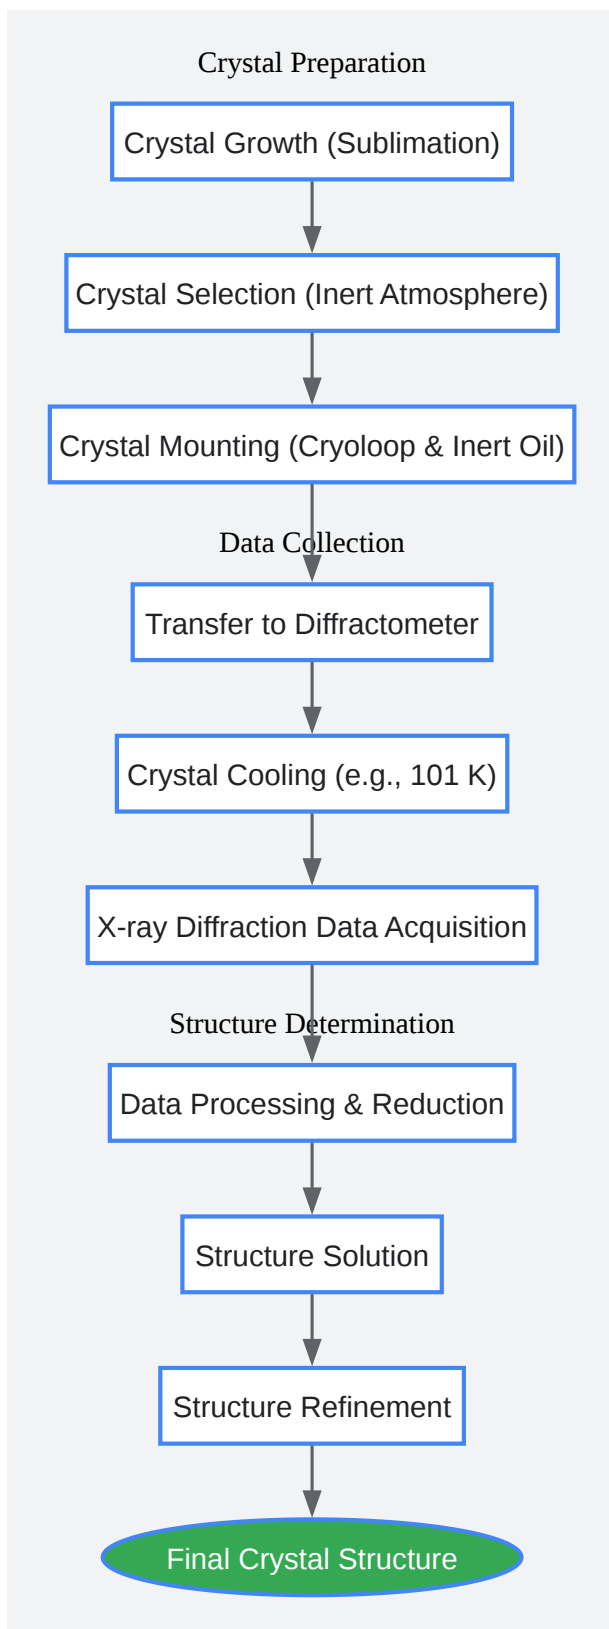 Crystal Preparation
Crystal Growth (Sublimation)
Crystal Selection (Inert Atmosphere)
Crystal Mounting (Cryoloop & Inert Oil)
Data Collection
Transfer to Diffractometer
Crystal Cooling (e.g., 101 K)
X-ray Diffraction Data Acquisition
Structure Determination
Data Processing & Reduction
Structure Solution
Structure Refinement
Final Crystal Structure